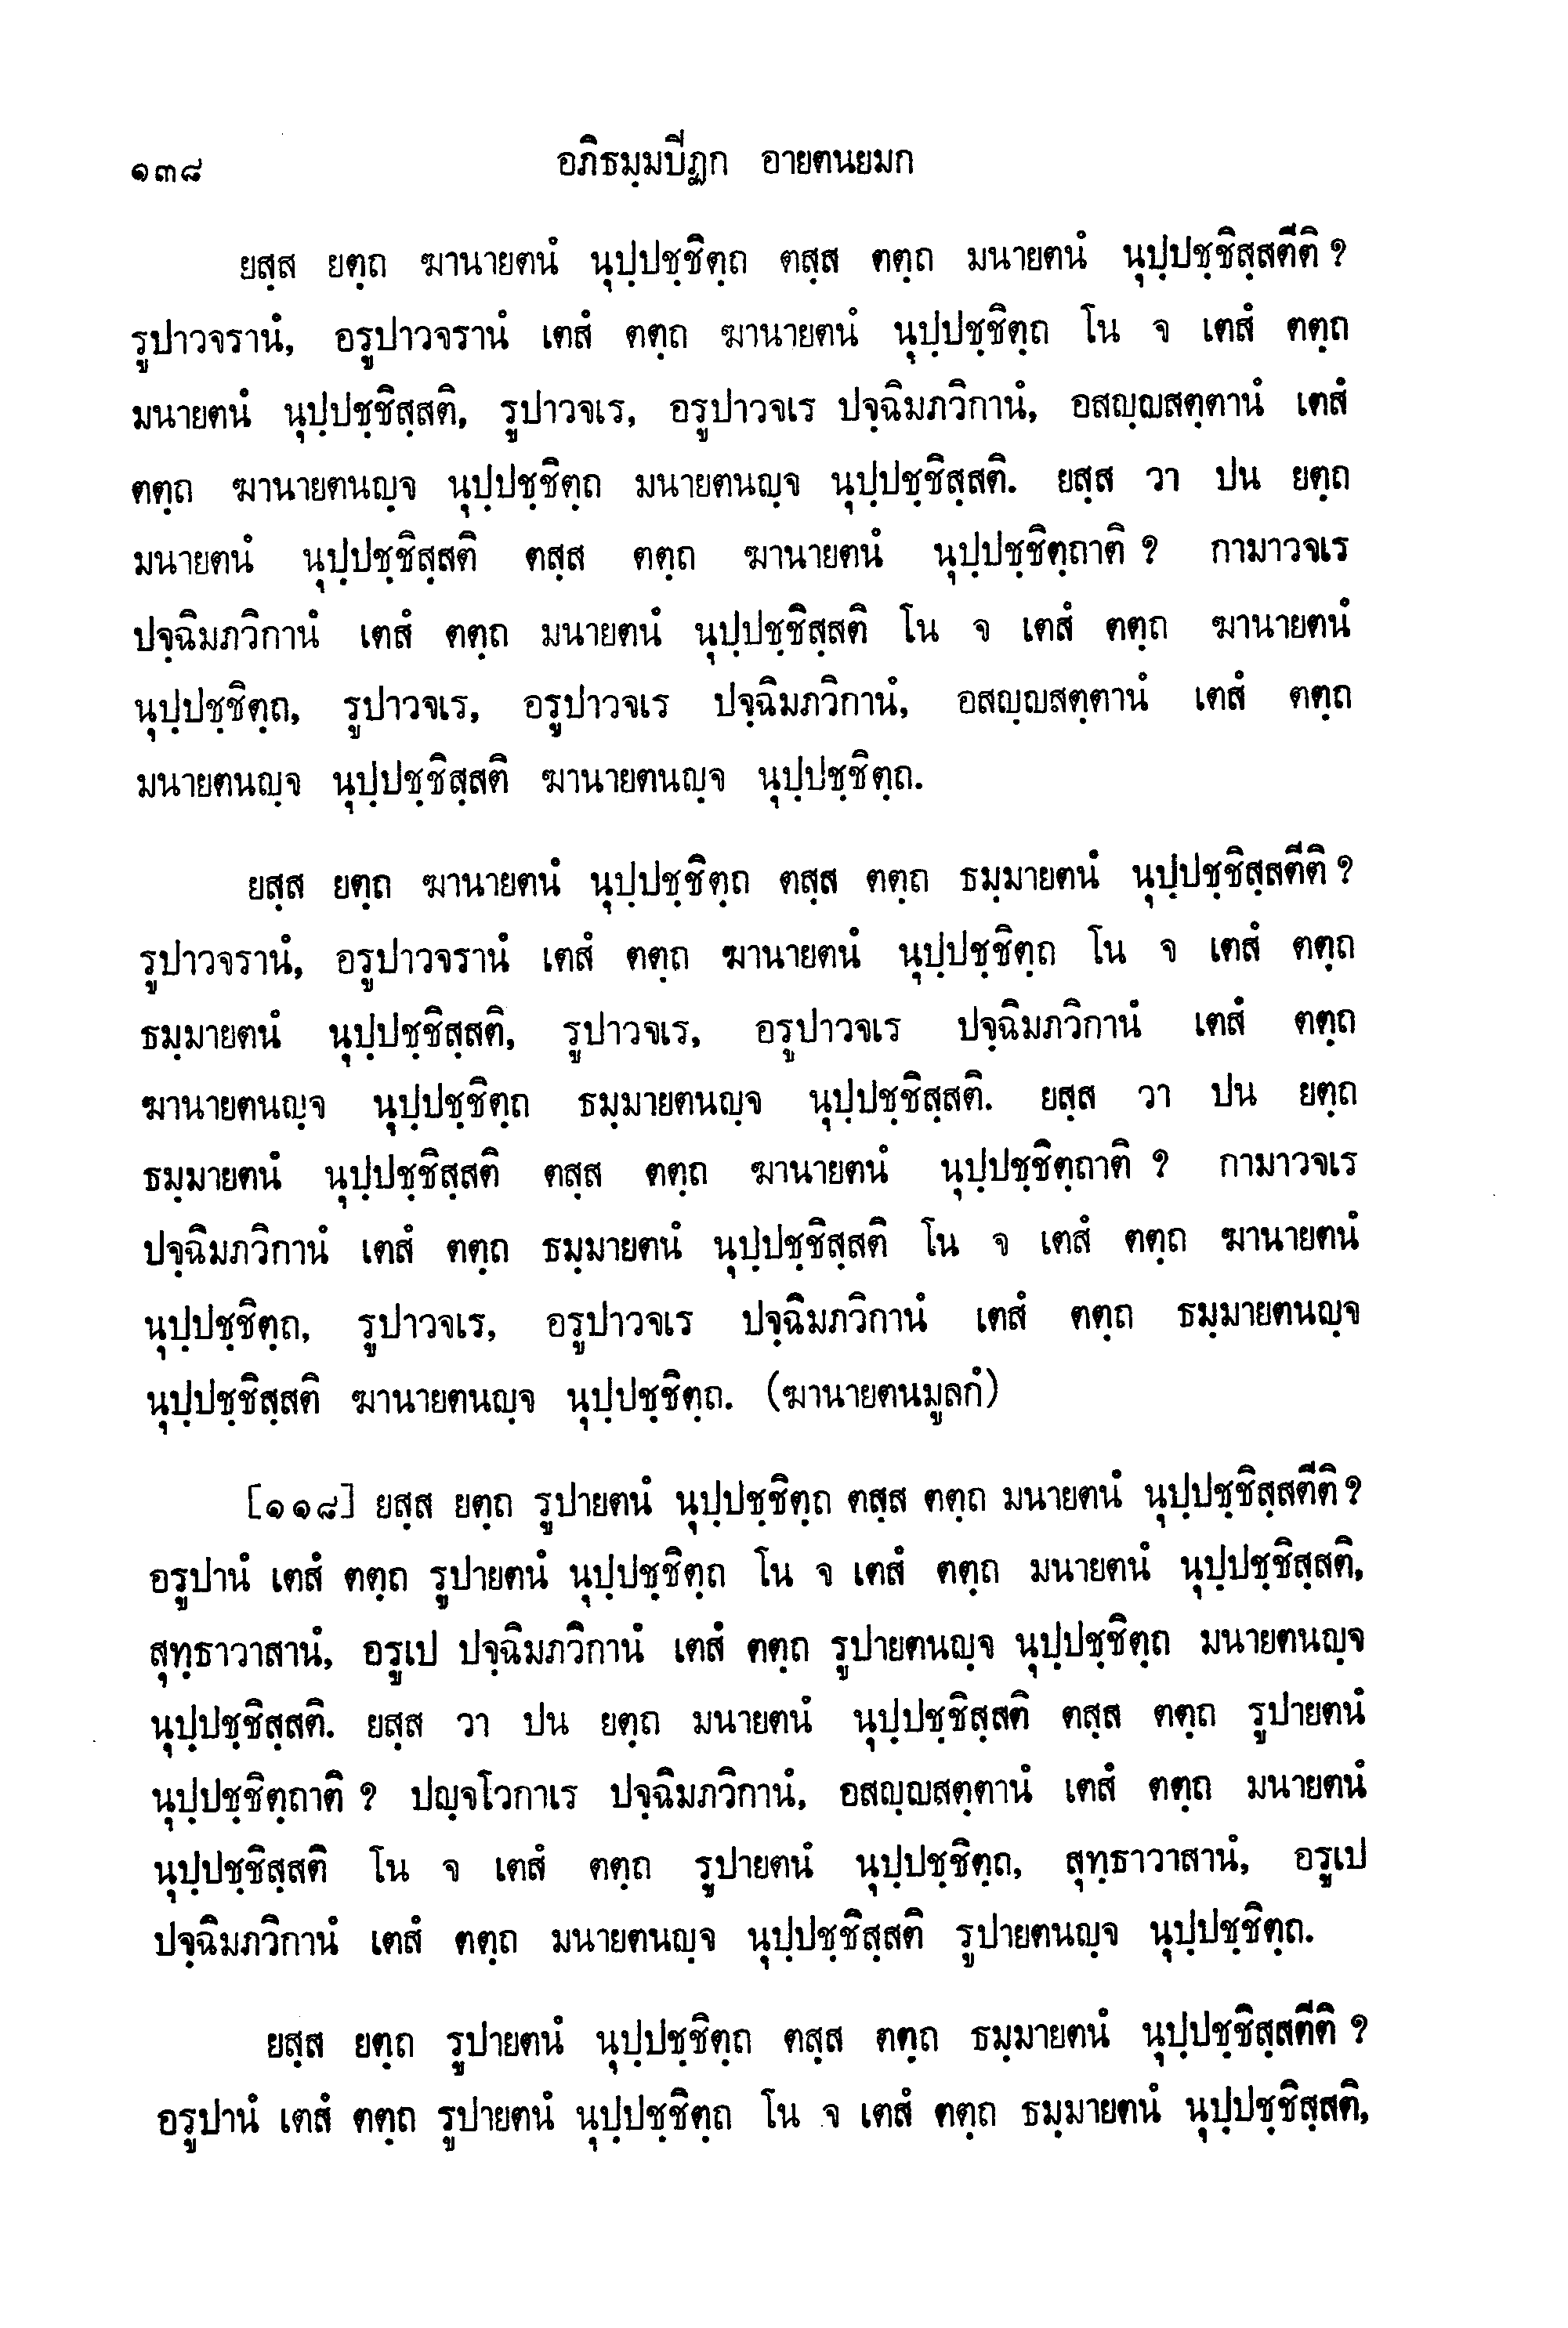 ๑๓๘
อภิธมฺมปีฏก อายตนยมก
ยสฺส ยตฺถ ฆานายตนํ นุปฺปชฺชิตฺถ ตสฺส ตตฺถ มนายตนํ นุปฺปชฺชิสฺสตีติ ?
รูปาวจรานํ, อรูปาวจรานํ เตสํ ตตฺถ ฆานายตนํ นุปฺปชฺชิตฺถ โน จ เตสํ ตตฺถ
มนายตนํ นุปฺปชฺชิสฺสติ, รูปาวจเร, อรูปาวจเร ปจฺฉิมภวิกานํ, อสญฺญสตฺตานํ เตสํ
ตตฺถ ฆานายตนญฺจ นุปฺปชฺชิตฺถ มนายตนญฺจ นุปฺปชฺชิสฺสติ. ยสฺส วา ปน ยตฺถ
มนายตนํ นุปฺปชฺชิสฺสติ ตสฺส ตตฺถ ฆานายตนํ นุปฺปชฺชิตฺถาติ ? กามาวจเร
ปจฺฉิมภวิกานํ เตสํ ตตฺถ มนายตนํ นุปฺปชฺชิสฺสติ โน จ เตสํ ตตฺถ ฆานายตนํ
นุปฺปชฺชิตฺถ, รูปาวจเร, อรูปาวจเร ปจฺฉิมภวิกานํ, อสญฺญสตฺตานํ เตสํ ตตฺถ
มนายตนญฺจ นุปฺปชฺชิสฺสติ ฆานายตนญฺจ นุปฺปชฺชิตฺถ.
ยสฺส ยตฺถ ฆานายตนํ นุปฺปชฺชิตฺถ ตสฺส ตตฺถ ธมฺมายตนํ นุปฺปชฺชิสฺสตีติ ?
รูปาวจรานํ, อรูปาวจรานํ เตสํ ตตฺถ ฆานายตนํ นุปฺปชฺชิตฺถ โน จ เตสํ ตตฺถ
ธมฺมายตนํ นุปฺปชฺชิสฺสติ, รูปาวจเร, อรูปาวจเร ปจฺฉิมภวิกานํ เตสํ ตตฺถ
ฆานายตนญฺจ นุปฺปชฺชิตฺถ ธมฺมายตนญฺจ นุปฺปชฺชิสฺสติ. ยสฺส วา ปน ยตฺถ
ธมฺมายตนํ นุปฺปชฺชิสฺสติ ตสฺส ตตฺถ ฆานายตนํ นุปฺปชฺชิตฺถาติ ? กามาวจเร
ปจฺฉิมภวิกานํ เตสํ ตตฺถ ธมฺมายตนํ นุปฺปชฺชิสฺสติ โน จ เตสํ ตตฺถ ฆานายตนํ
นุปฺปชฺชิตฺถ, รูปาวจเร, อรูปาวจเร ปจฺฉิมภวิกานํ เตสํ ตตฺถ ธมฺมายตนญฺจ
นุปฺปชฺชิสฺสติ ฆานายตนญฺจ นุปฺปชฺชิตฺถ. (ฆานายตนมูลกํ)
[๑๑๘] ยสฺส ยตฺถ รูปายตนํ นุปฺปชฺชิตฺถ ตสฺส ตตฺถ มนายตนํ นุปฺปชฺชิสฺสตีติ ?
อรูปานํ เตสํ ตตฺถ รูปายตนํ นุปฺปชฺชิตฺถ โน จ เตสํ ตตฺถ มนายตนํ นุปฺปชฺชิสฺสติ,
สุทฺธาวาสานํ, อรูเป ปจฺฉิมภวิกานํ เตสํ ตตฺถ รูปายตนญฺจ นุปฺปชฺชิตฺถ มนายตนญฺจ
นุปฺปชฺชิสฺสติ. ยสฺส วา ปน ยตฺถ มนายตนํ นุปฺปชฺชิสฺสติ ตสฺส ตตฺถ รูปายตนํ
นุปฺปชฺชิตฺถาติ ? ปญฺจโวกาเร ปจฺฉิมภวิกานํ, อสญฺญสตฺตานํ เตสํ ตตฺถ มนายตนํ
นุปฺปชฺชิสฺสติ โน จ เตสํ ตตฺถ รูปายตนํ นุปฺปชฺชิตฺถ, สุทฺธาวาสานํ, อรูเป
ปจฺฉิมภวิกานํ เตสํ ตตฺถ มนายตนญฺจ นุปฺปชฺชิสฺสติ รูปายตนญฺจ นุปฺปชฺชิตฺถ.
ยสฺส ยตฺถ รูปายตนํ นุปฺปชฺชิตฺถ ตสฺส ตตฺถ ธมฺมายตนํ นุปฺปชฺชิสฺสตีติ ?
อรูปานํ เตสํ ตตฺถ รูปายตนํ นุปฺปชฺชิตฺถ โน จ เตสํ ตตฺถ ธมฺมายตนํ นุปฺปชฺชิสฺสติ,